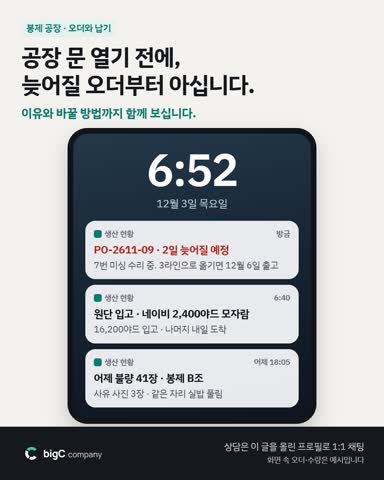 봉제 공장 · 오더와 납기
공장 문 열기 전에,
늦어질 오더부터 아십니다.
이유와 바꿀 방법까지 함께 보십니다.
6:52
12월 3일 목요일
생산 현황 방금
PO-2611-09 · 2일 늦어질 예정
7번 미싱 수리 중. 3라인으로 옮기면 12월 6일 출고
생산 현황 6:40
원단 입고 · 네이비 2,400야드 모자람
16,200야드 입고 · 나머지 내일 도착
생산 현황 어제 18:05
어제 불량 41장 · 봉제 B조
사유 사진 3장 · 같은 자리 실밥 풀림
bigC company
상담은 이 글을 올린 프로필로 1:1 채팅
화면 속 오더·수량은 예시입니다